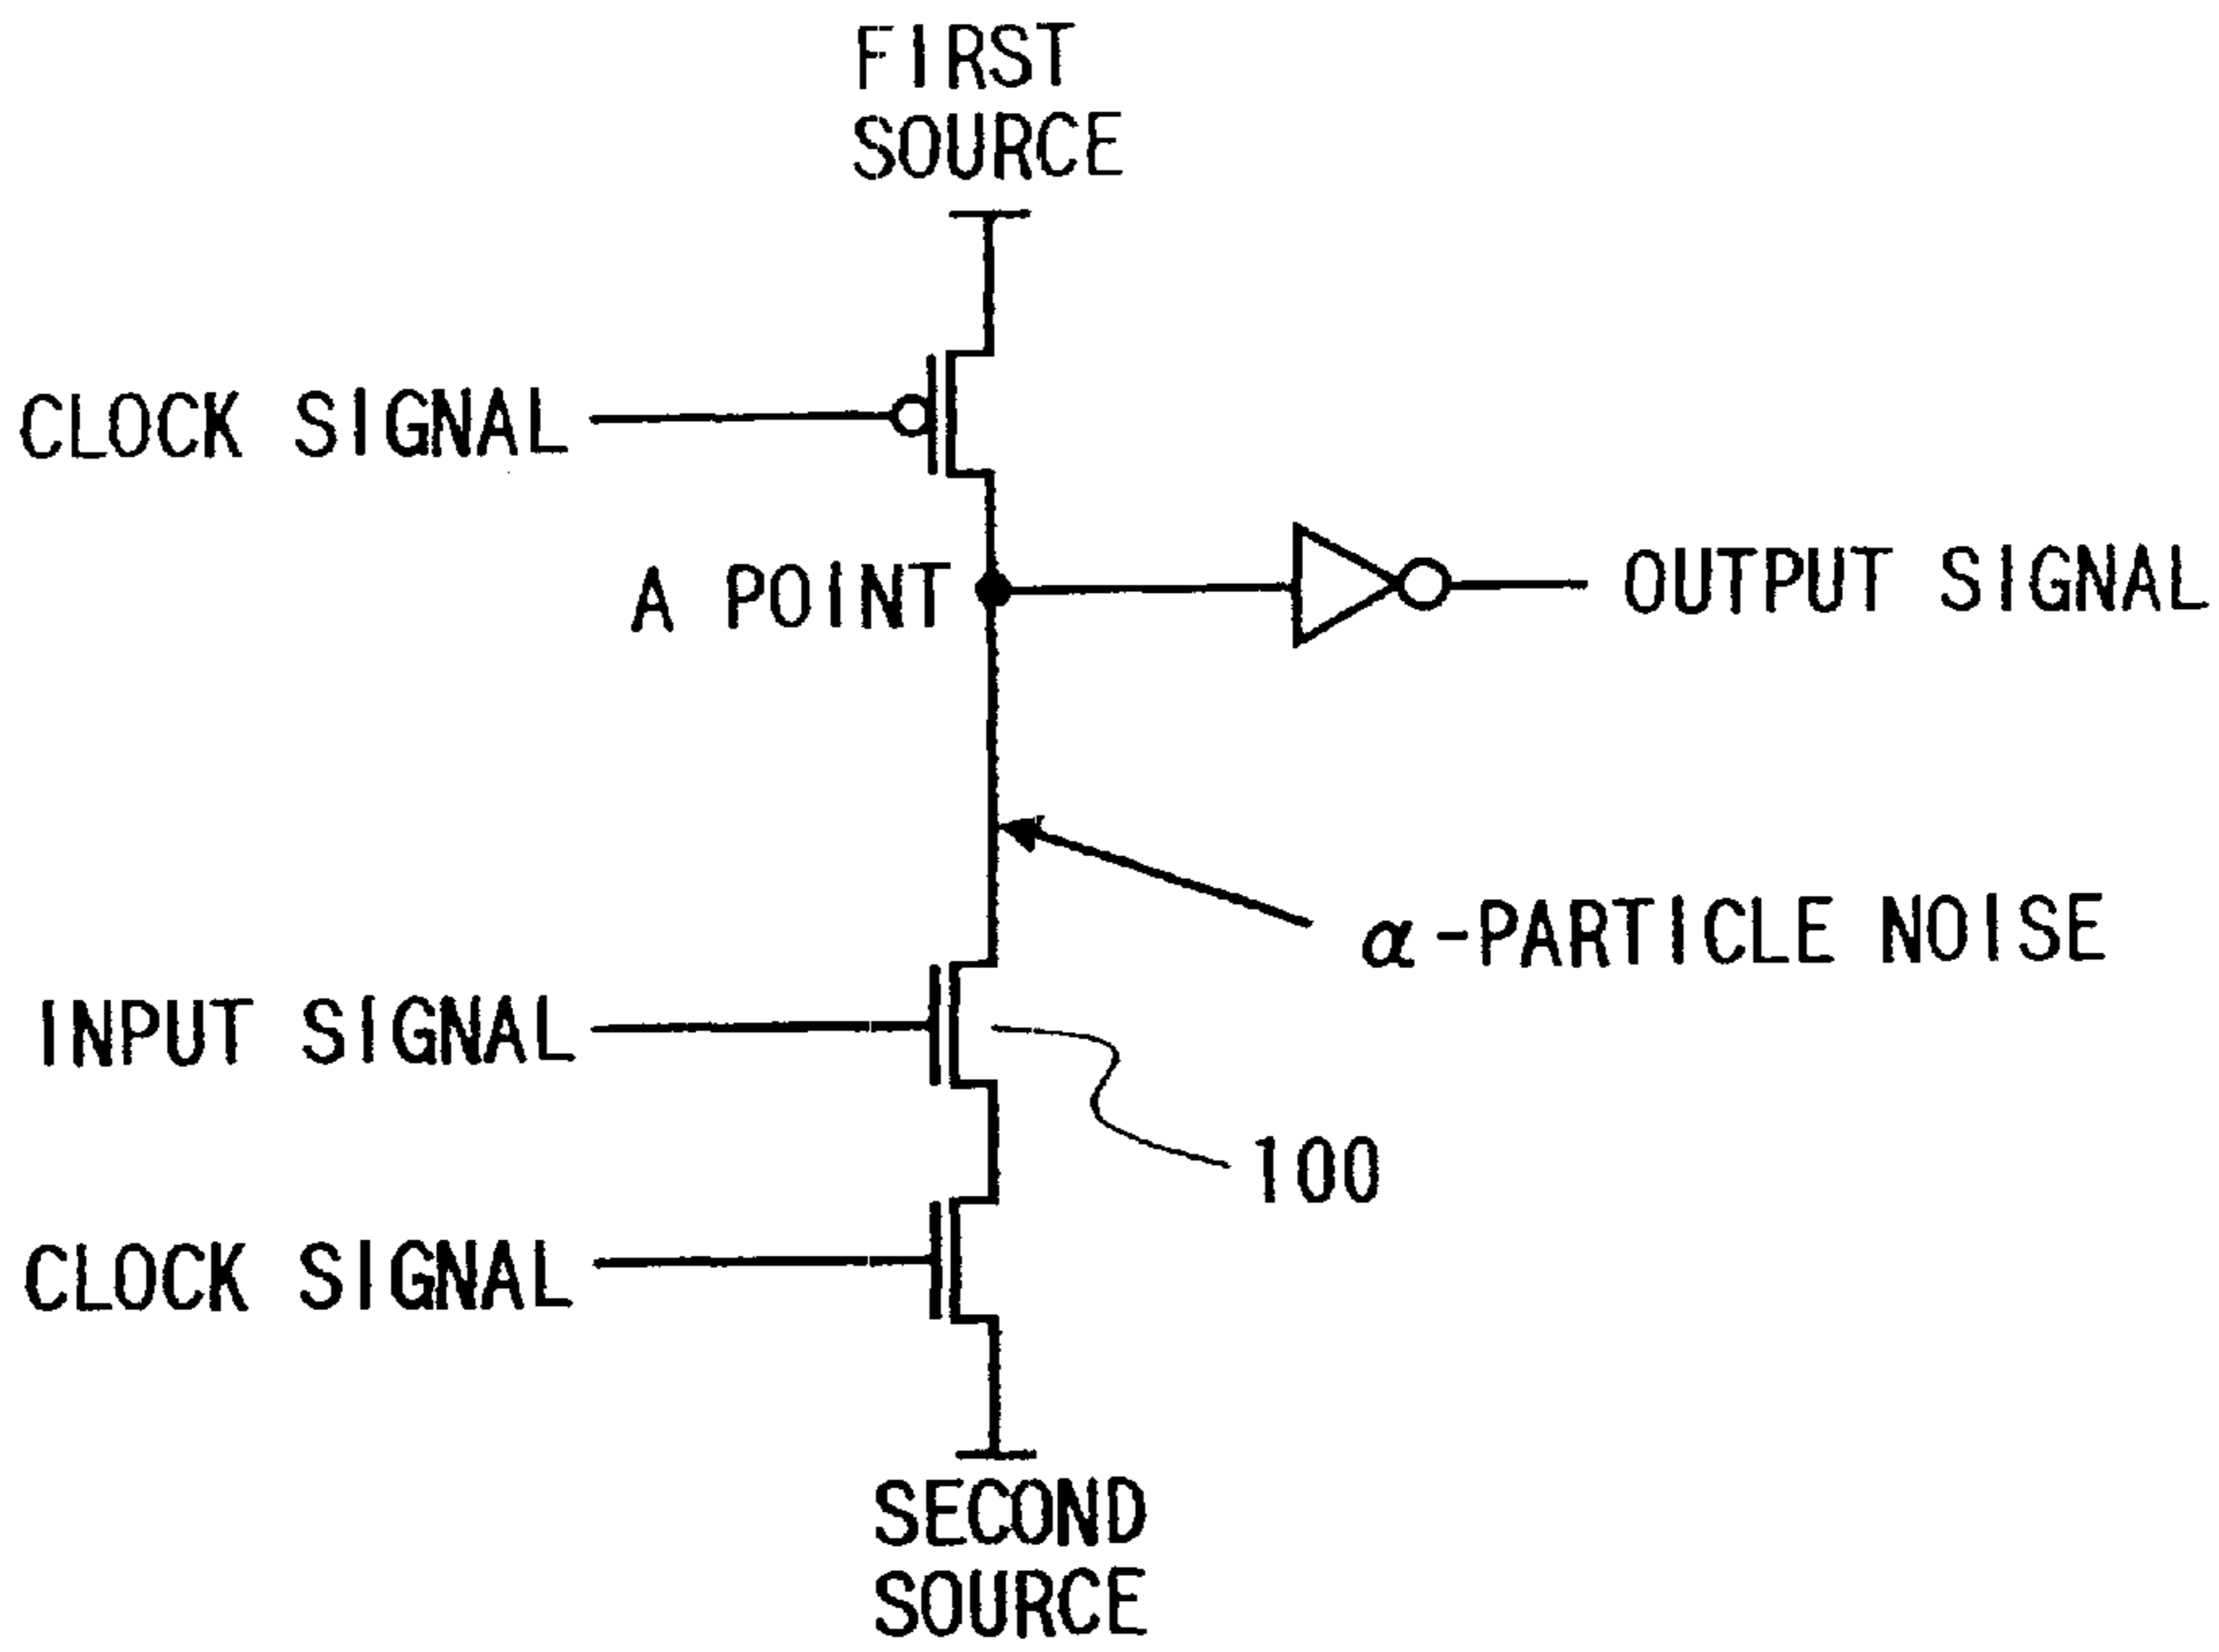 FIRST
SOURCE
CLOCK SIGNAL
A POINT
OUTPUT SIGNAL
α-PARTICLE NOISE
INPUT SIGNAL
100
CLOCK SIGNAL
SECOND
SOURCE